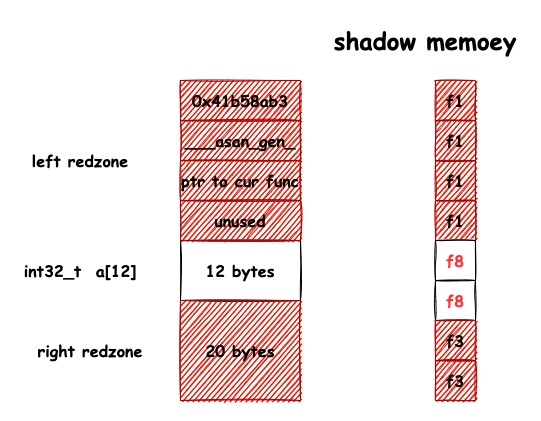 shadow memoey
0x41b58ab3 f1
___asan_gen_ f1
left redzone
ptr to cur func f1
unused f1
f8
int32_t a[12] 12 bytes
f8
f3
right redzone 20 bytes
f3